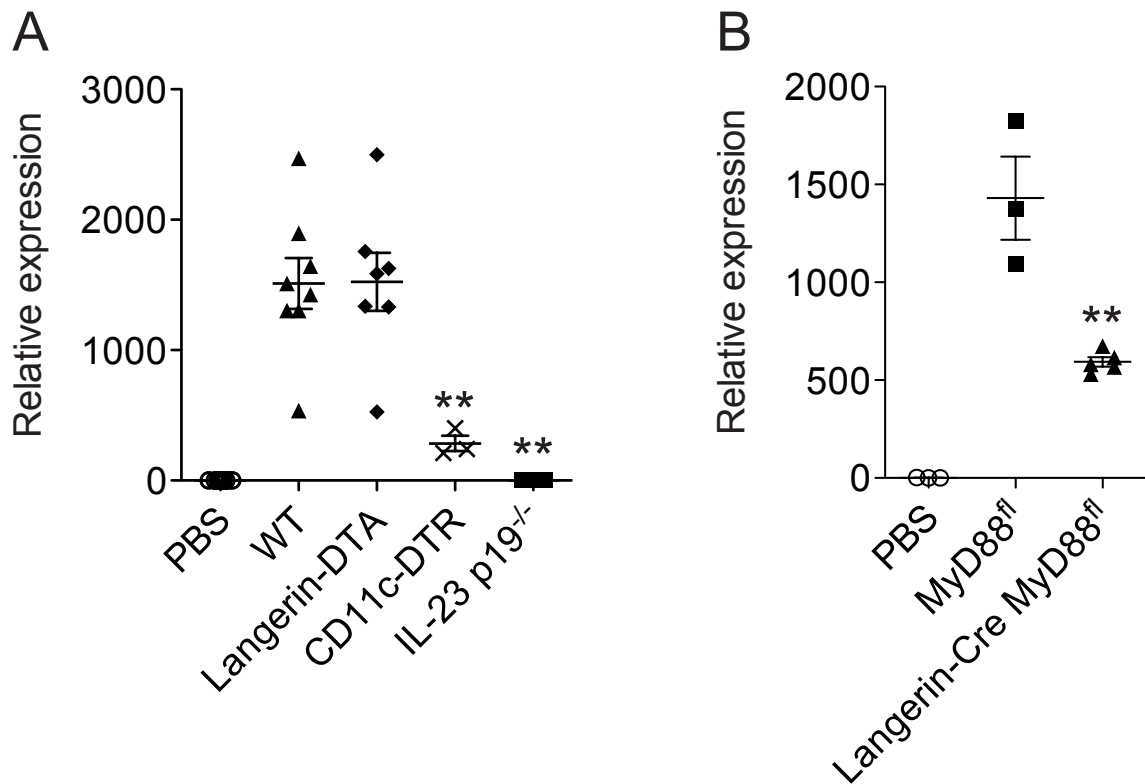 A
Relative expression
3000
2000
1000
0
**
**
PBS
WT
Langerin-DTA
CD11c-DTR
IL-23 p19-/-
B
Relative expression
2000
1500
1000
500
0
**
PBS
MyD88fl
Langerin-Cre MyD88fl